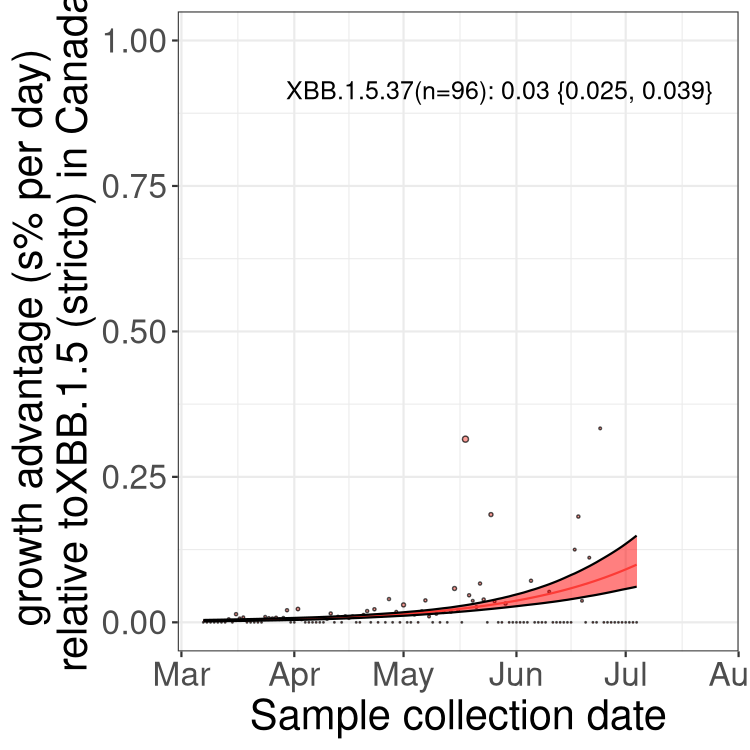 growth advantage (s% per day)
relative toXBB.1.5 (stricto) in Canada
1.00
0.75
0.50
0.25
0.00
XBB.1.5.37(n=96): 0.03 {0.025, 0.039}
Mar Apr May Jun Jul Au
Sample collection date